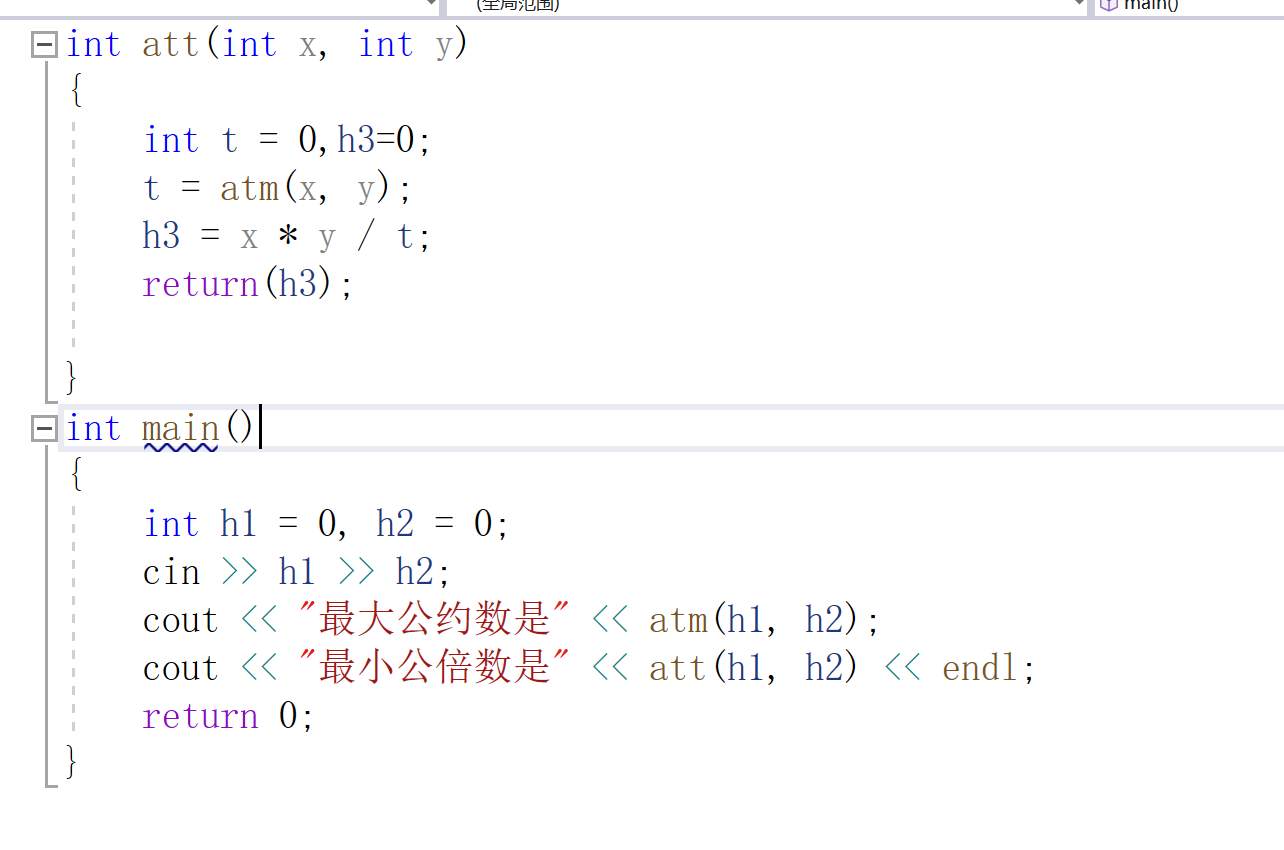 (全局范围) main()
int att(int x, int y)
{
int t = 0,h3=0;
t = atm(x, y);
h3 = x * y / t;
return(h3);
}
int main()
{
int h1 = 0, h2 = 0;
cin >> h1 >> h2;
cout << "最大公约数是" << atm(h1, h2);
cout << "最小公倍数是" << att(h1, h2) << endl;
return 0;
}